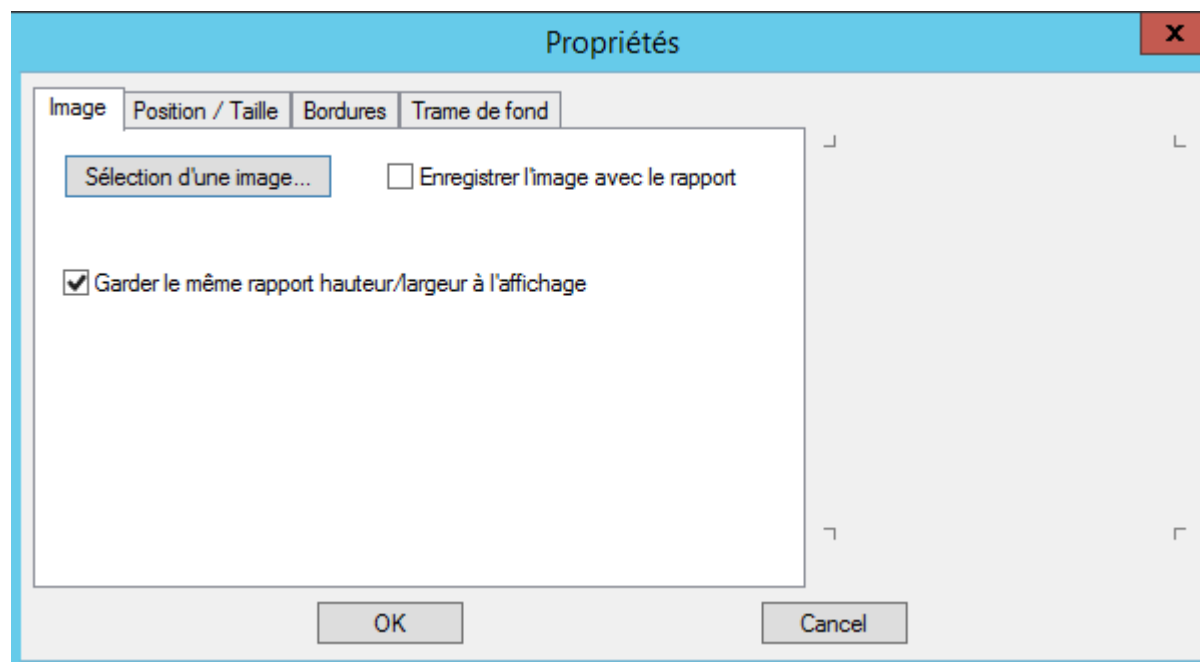 Propriétés
x
Image Position / Taille Bordures Trame de fond
Sélection d'une image... Enregistrer l'image avec le rapport
Garder le même rapport hauteur/largeur à l'affichage
OK Cancel